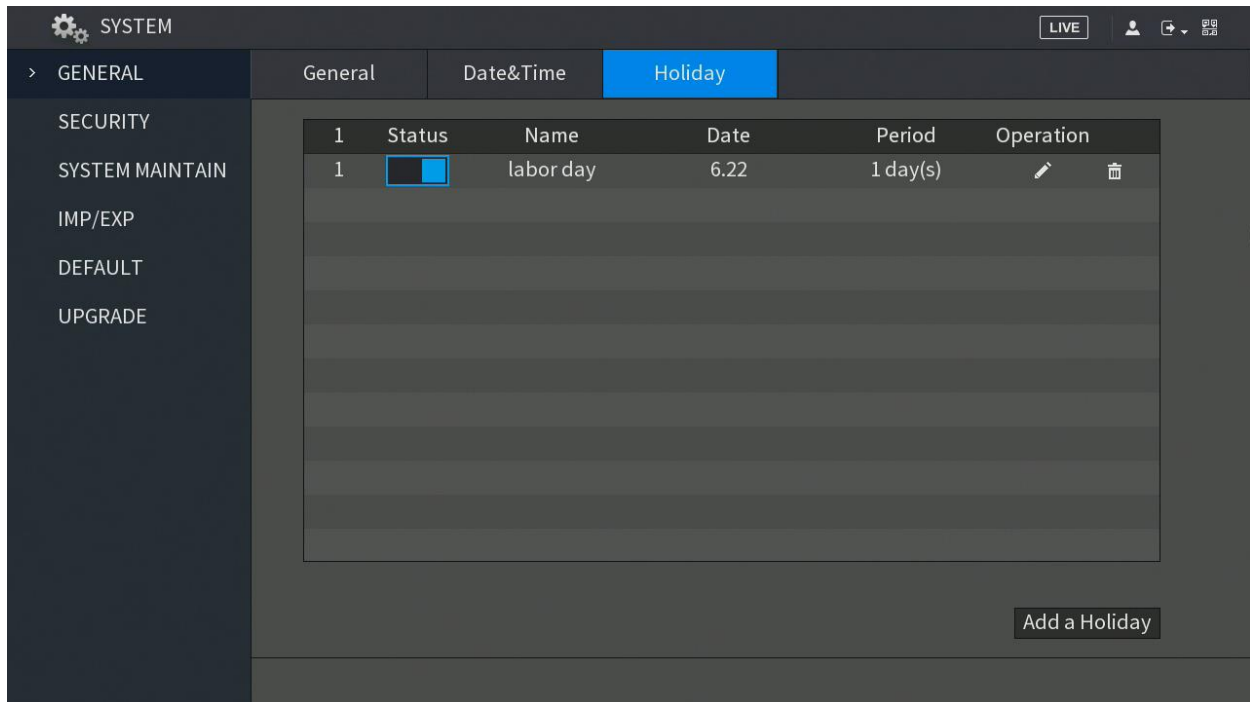 SYSTEM LIVE
GENERAL General Date&Time Holiday
SECURITY
1 Status Name Date Period Operation
SYSTEM MAINTAIN 1 labor day 6.22 1 day(s)
IMP/EXP
DEFAULT
UPGRADE
Add a Holiday